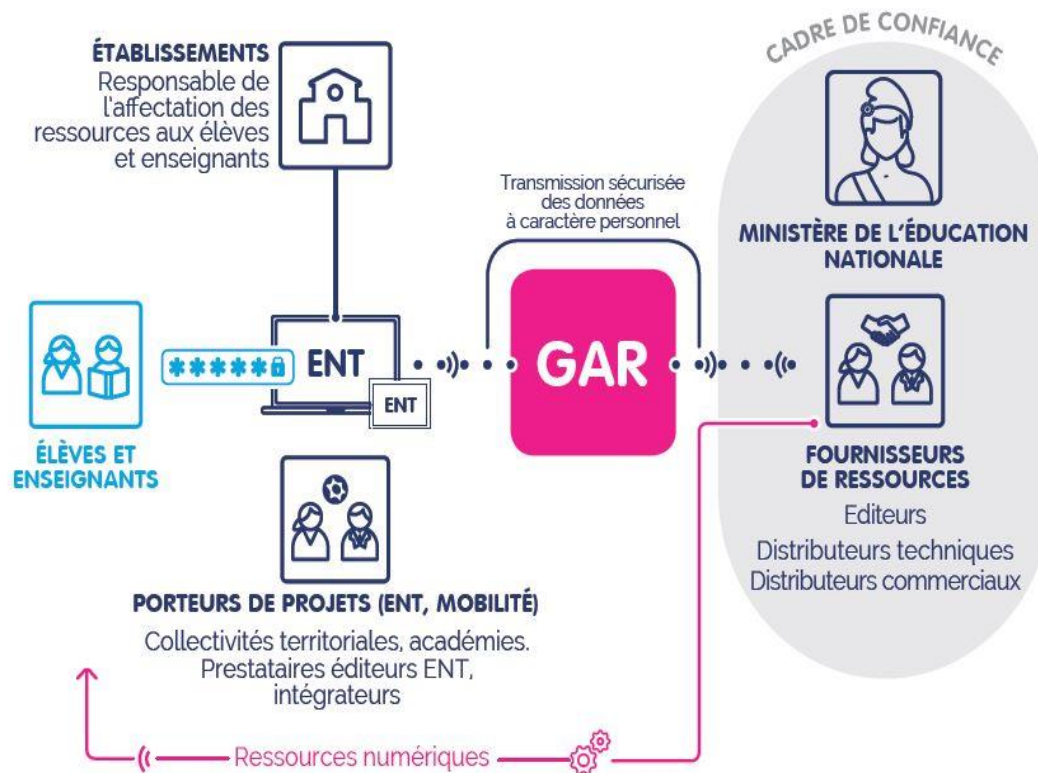 ÉTABLISSEMENTS
Responsable de
l'affectation des
ressources aux élèves
et enseignants
CADRE DE CONFIANCE
MINISTÈRE DE L'ÉDUCATION
NATIONALE
Transmission sécurisée
des données
à caractère personnel
*****
ENT
ENT
GAR
ÉLÈVES ET
ENSEIGNANTS
FOURNISSEURS
DE RESSOURCES
Editeurs
Distributeurs techniques
Distributeurs commerciaux
PORTEURS DE PROJETS (ENT, MOBILITÉ)
Collectivités territoriales, académies.
Prestataires éditeurs ENT,
intégrateurs
Ressources numériques